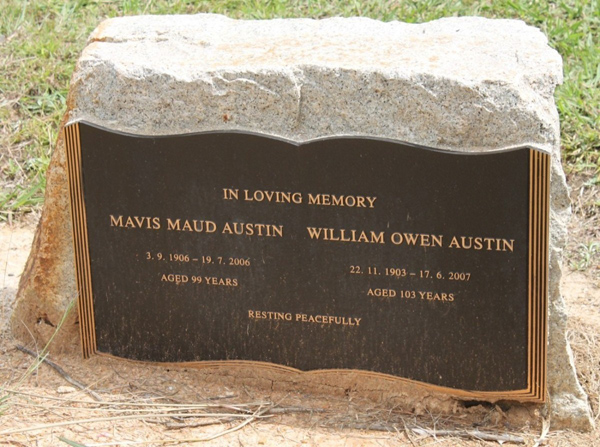 IN LOVING MEMORY
MAVIS MAUD AUSTIN
3. 9. 1906 – 19. 7. 2006
AGED 99 YEARS
WILLIAM OWEN AUSTIN
22. 11. 1903 – 17. 6. 2007
AGED 103 YEARS
RESTING PEACEFULLY